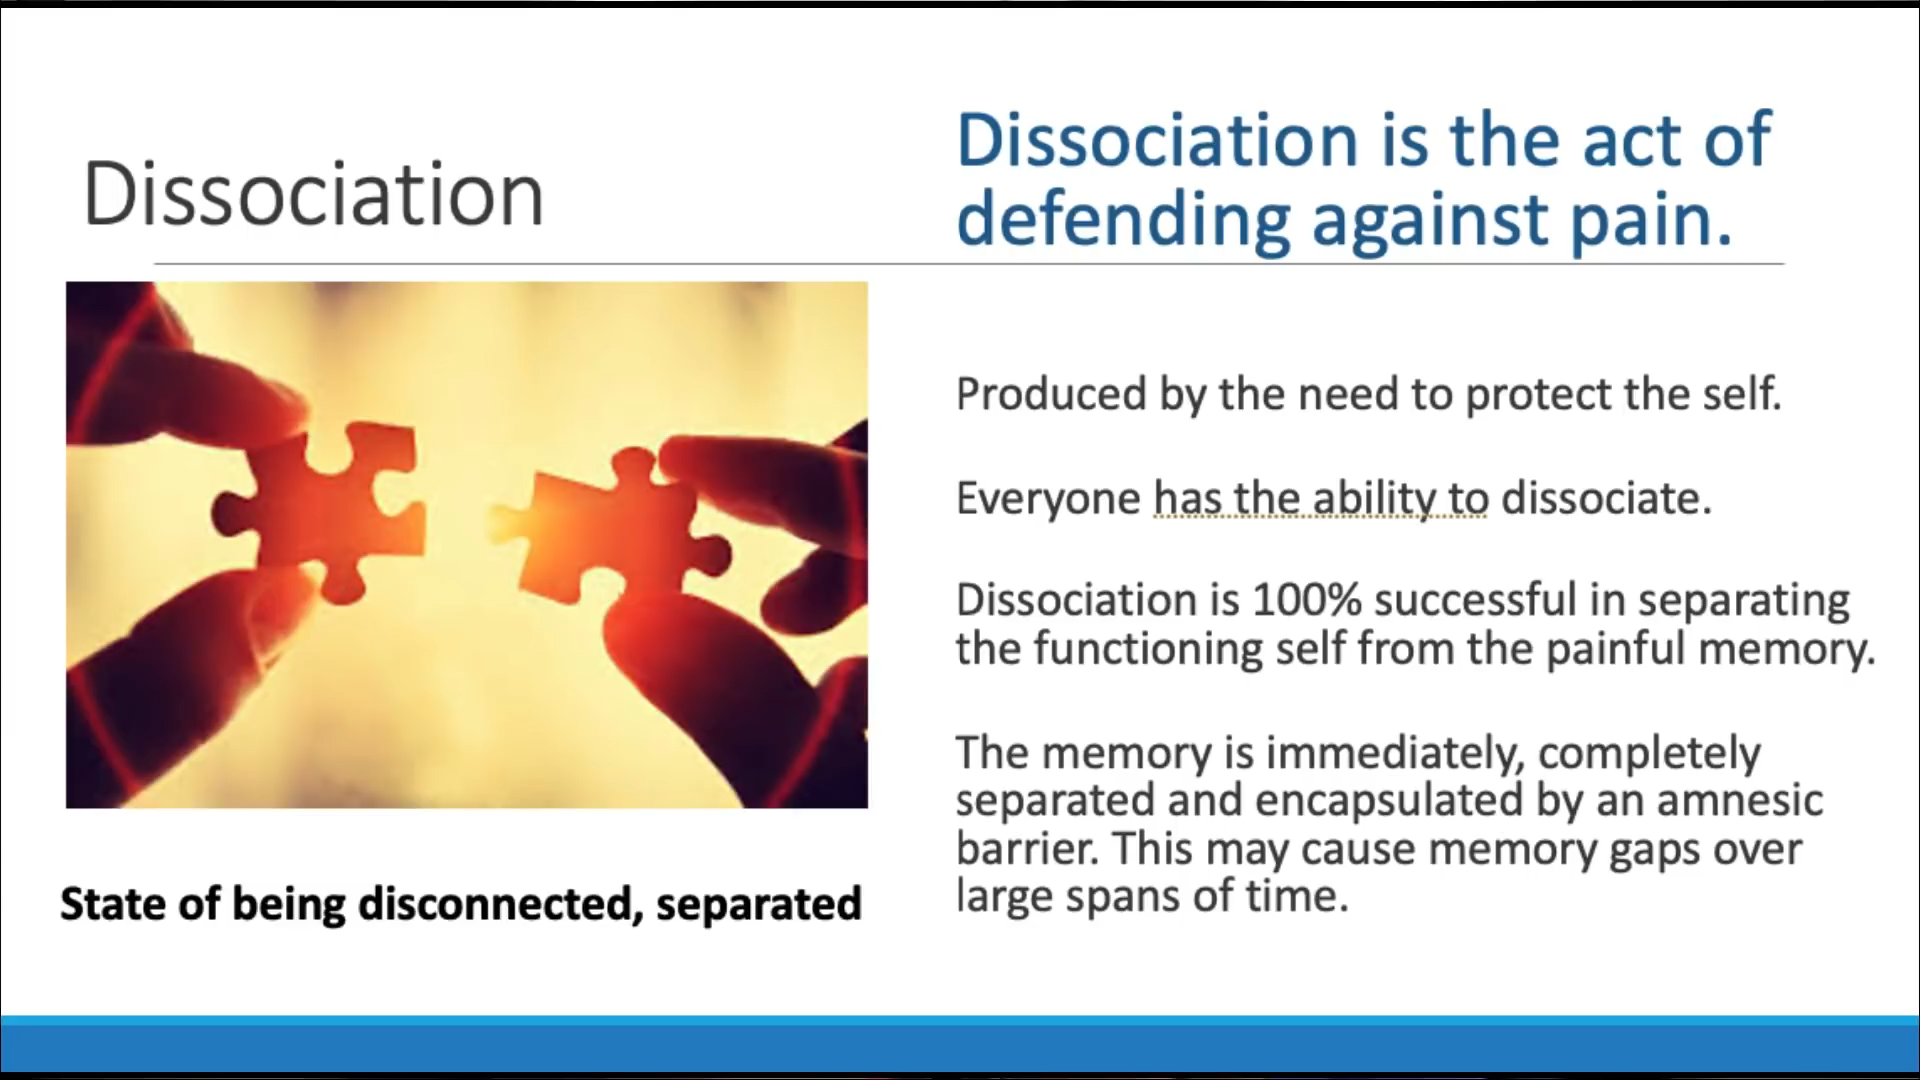 Dissociation
State of being disconnected, separated
Dissociation is the act of
defending against pain.
Produced by the need to protect the self.
Everyone has the ability to dissociate.
Dissociation is 100% successful in separating
the functioning self from the painful memory.
The memory is immediately, completely
separated and encapsulated by an amnesic
barrier. This may cause memory gaps over
large spans of time.